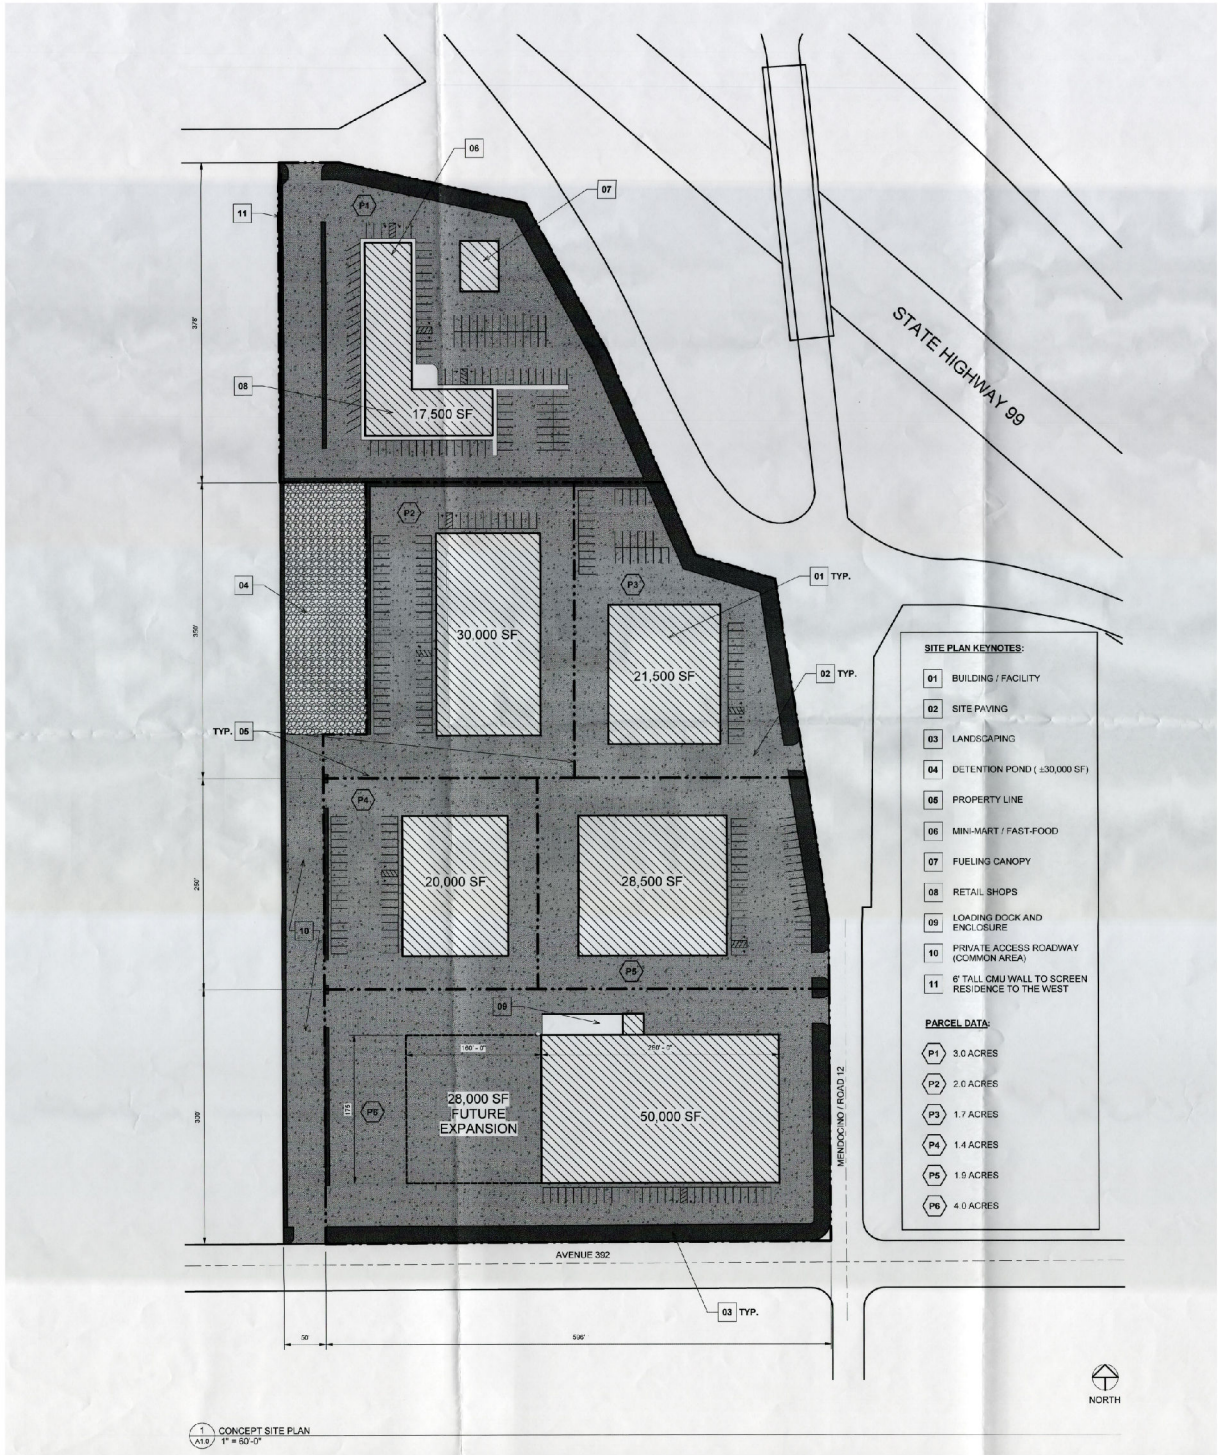 06
07
P1
11
378'
STATE HIGHWAY 99
08
17,500 SF
P2
01 TYP.
04
P3
350'
30,000 SF
21,500 SF
02 TYP.
TYP. 05
P4
20,000 SF
28,500 SF
10
P5
09
160' - 0"
28,000 SF
FUTURE
EXPANSION
50,000 SF
175'
P6
MENDOCINO / ROAD 12
AVENUE 392
03 TYP.
50'
SITE PLAN KEYNOTES:
01 BUILDING / FACILITY
02 SITE PAVING
03 LANDSCAPING
04 DETENTION POND ( ±30,000 SF)
05 PROPERTY LINE
06 MINI-MART / FAST-FOOD
07 FUELING CANOPY
08 RETAIL SHOPS
09 LOADING DOCK AND
ENCLOSURE
10 PRIVATE ACCESS ROADWAY
(COMMON AREA)
11 6' TALL CMU WALL TO SCREEN
RESIDENCE TO THE WEST
PARCEL DATA:
P1 3.0 ACRES
P2 2.0 ACRES
P3 1.7 ACRES
P4 1.4 ACRES
P5 1.9 ACRES
P6 4.0 ACRES
NORTH
1 CONCEPT SITE PLAN
A1.0 1" = 60'-0"